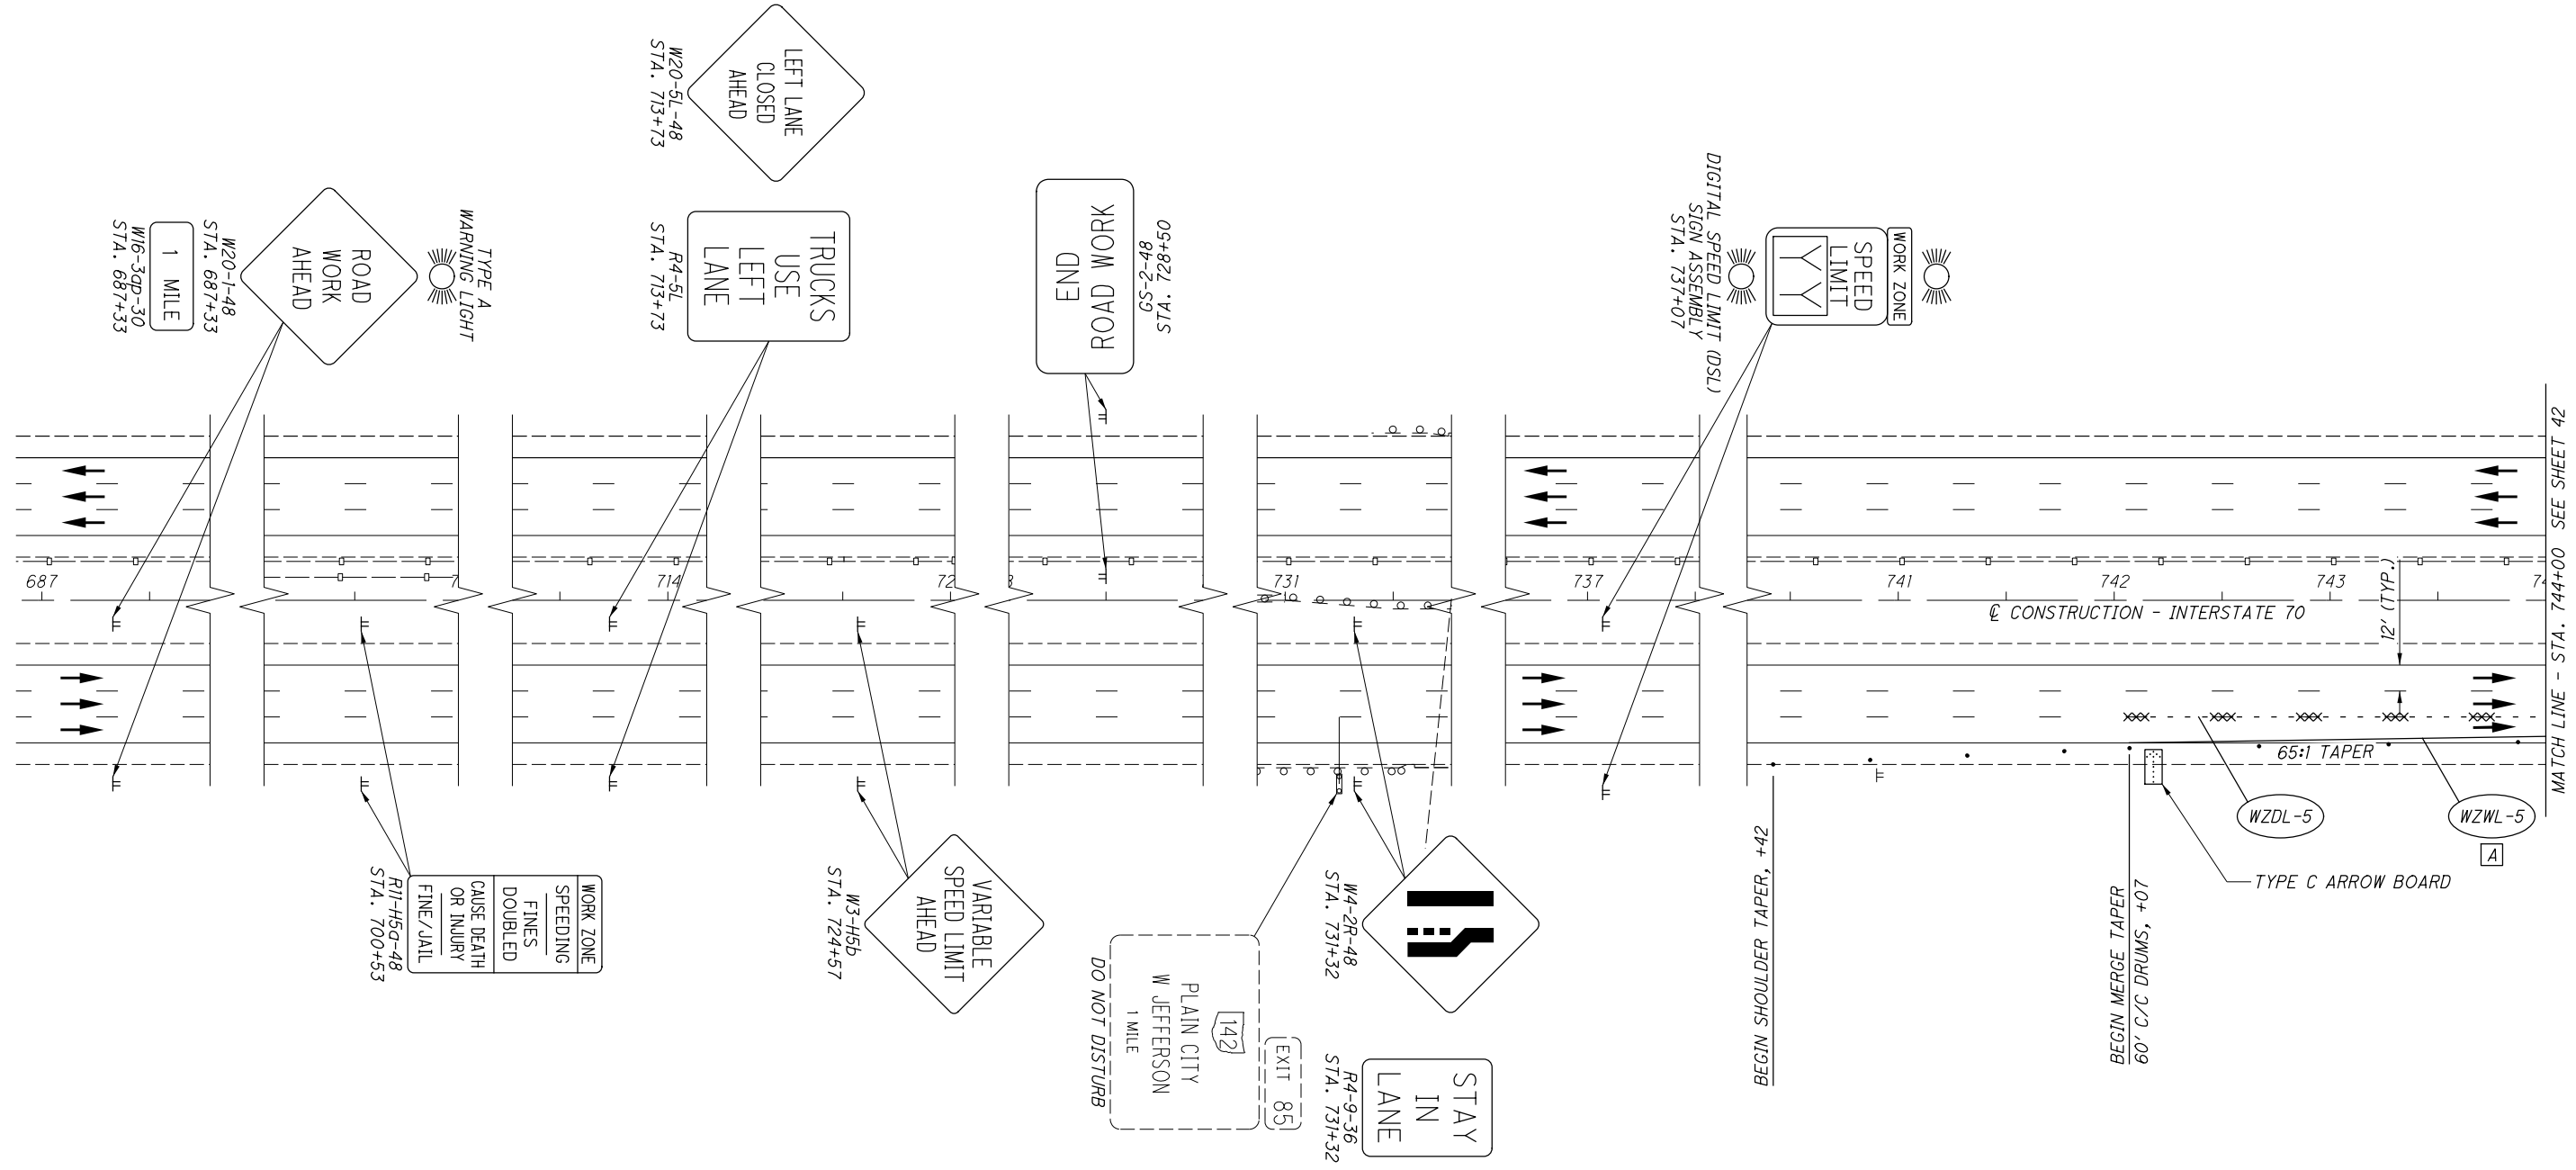 LEFT LANE
CLOSED
AHEAD
W20-5L-48
STA. 713+73
TYPE A
WARNING LIGHT
ROAD
WORK
AHEAD
W20-1-48
STA. 687+33
1 MILE
W16-3aP-30
STA. 687+33
TRUCKS
USE
LEFT
LANE
R4-5L
STA. 713+73
END
ROAD WORK
GS-2-48
STA. 728+50
WORK ZONE
SPEED
LIMIT
YY
DIGITAL SPEED LIMIT (DSL)
SIGN ASSEMBLY
STA. 737+07
687
714
731
737
741
742
743
℄ CONSTRUCTION - INTERSTATE 70
12' (TYP.)
65:1 TAPER
MATCH LINE - STA. 744+00 SEE SHEET 42
WORK ZONE
SPEEDING
FINES
DOUBLED
CAUSE DEATH
OR INJURY
FINE/JAIL
R11-H5a-48
STA. 700+53
VARIABLE
SPEED LIMIT
AHEAD
W3-H5b
STA. 724+57
W4-2R-48
STA. 731+32
EXIT 85
142
PLAIN CITY
W JEFFERSON
1 MILE
DO NOT DISTURB
STAY
IN
LANE
R4-9-36
STA. 731+32
BEGIN SHOULDER TAPER, +42
BEGIN MERGE TAPER
60' C/C DRUMS, +07
WZDL-5
WZWL-5
A
TYPE C ARROW BOARD